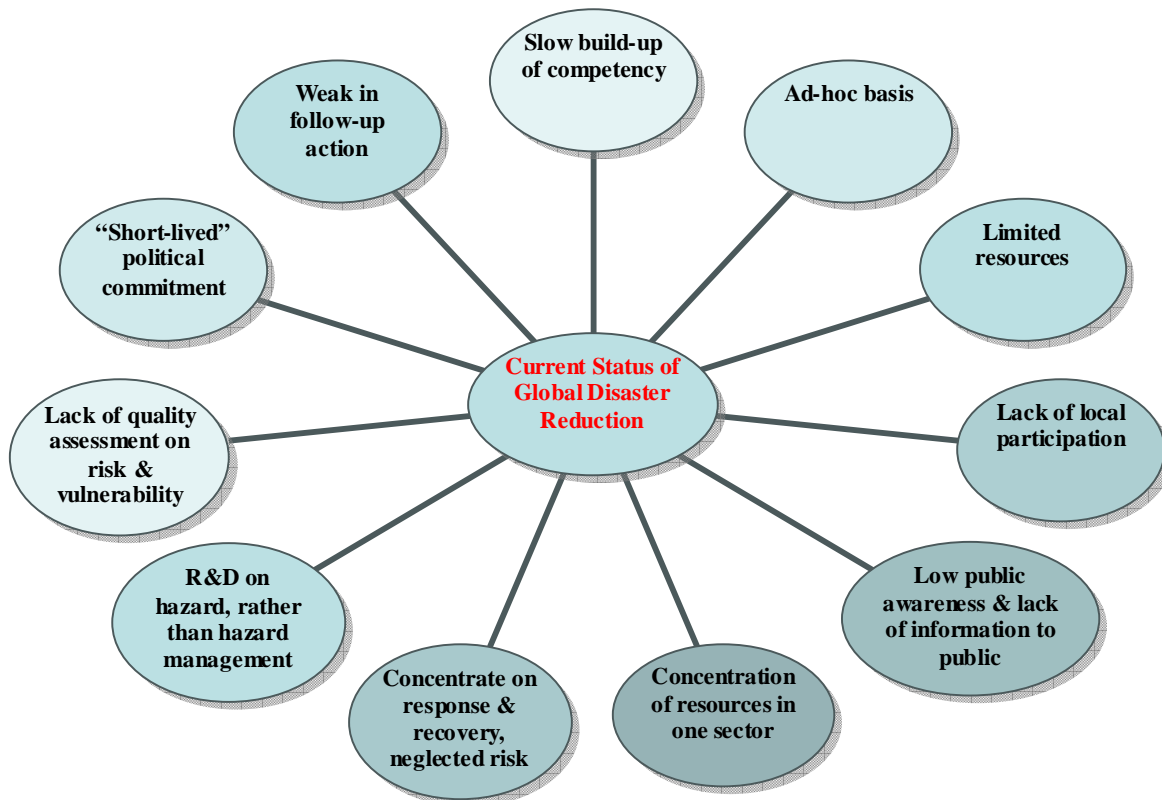 Slow build-up
of competency
Ad-hoc basis
Limited
resources
Lack of local
participation
Low public
awareness & lack
of information to
public
Concentration
of resources in
one sector
Concentrate on
response &
recovery,
neglected risk
R&D on
hazard, rather
than hazard
management
Lack of quality
assessment on
risk &
vulnerability
“Short-lived”
political
commitment
Weak in
follow-up
action
Current Status of
Global Disaster
Reduction